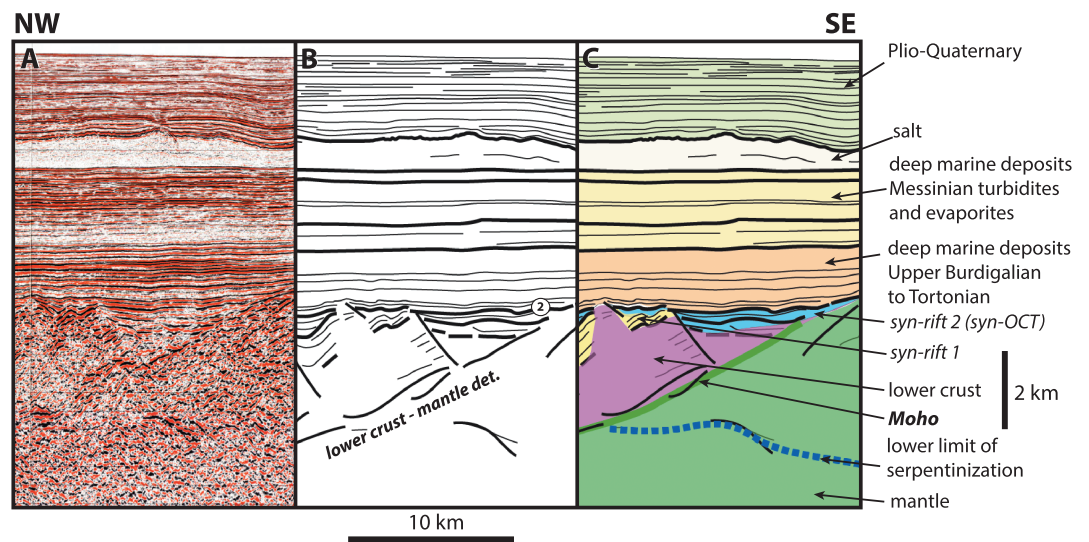 NW
SE
A
B
C
Plio-Quaternary
salt
deep marine deposits
Messinian turbidites
and evaporites
deep marine deposits
Upper Burdigalian
to Tortonian
2
syn-rift 2 (syn-OCT)
syn-rift 1
lower crust
2 km
Moho
lower crust - mantle det.
lower limit of
serpentinization
mantle
10 km